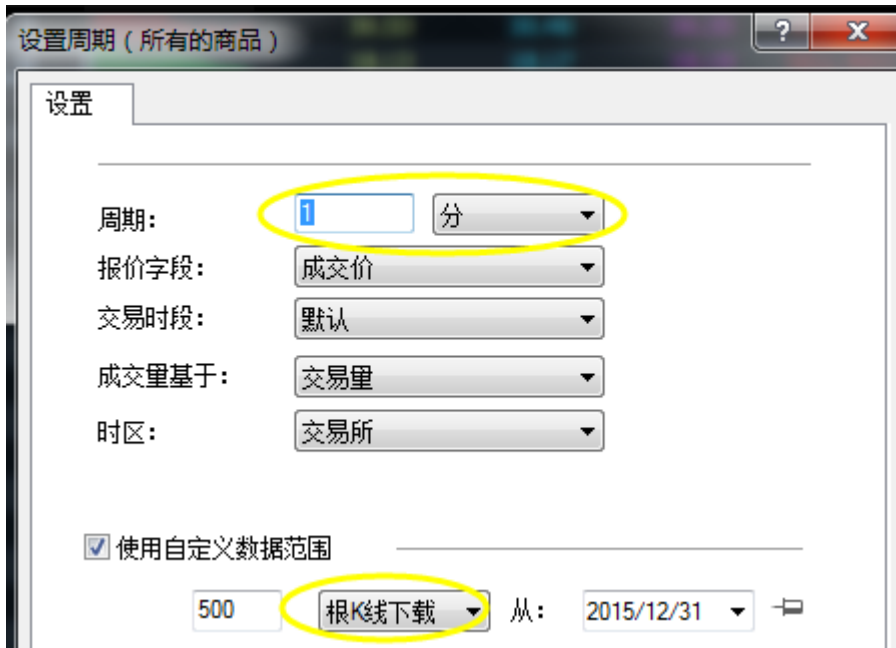 设置周期（所有的商品）
?
x
设置
周期： 1 分
报价字段： 成交价
交易时段： 默认
成交量基于： 交易量
时区： 交易所
使用自定义数据范围
500 根K线下载 从： 2015/12/31